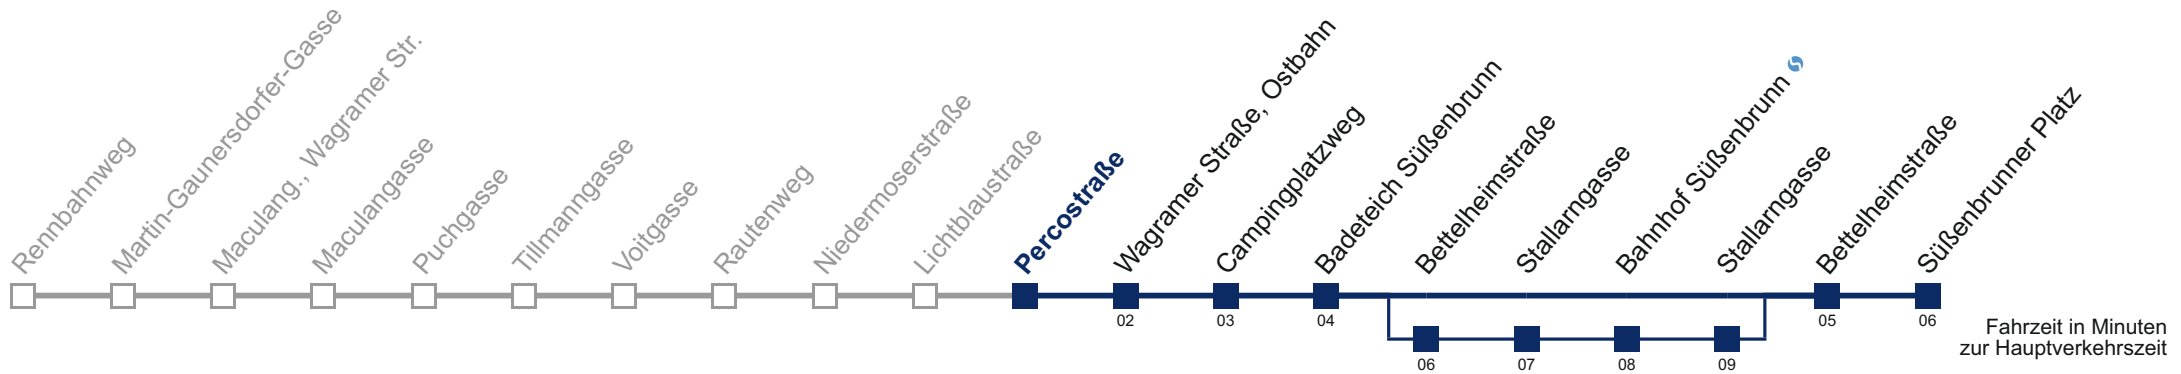 Rennbahnweg
Martin-Gaunersdorfer-Gasse
Maculang., Wagramer Str.
Maculangasse
Puchgasse
Tillmanngasse
Voitgasse
Rautenweg
Niedermoserstraße
Lichtblaustraße
Percostraße
Wagramer Straße, Ostbahn
Campingplatzweg
Badeteich Süßenbrunn
Bettelheimstraße
Stallarngasse
Bahnhof Süßenbrunn
Stallarngasse
Bettelheimstraße
Süßenbrunner Platz
02
03
04
05
06
06
07
08
09
Fahrzeit in Minuten
zur Hauptverkehrszeit